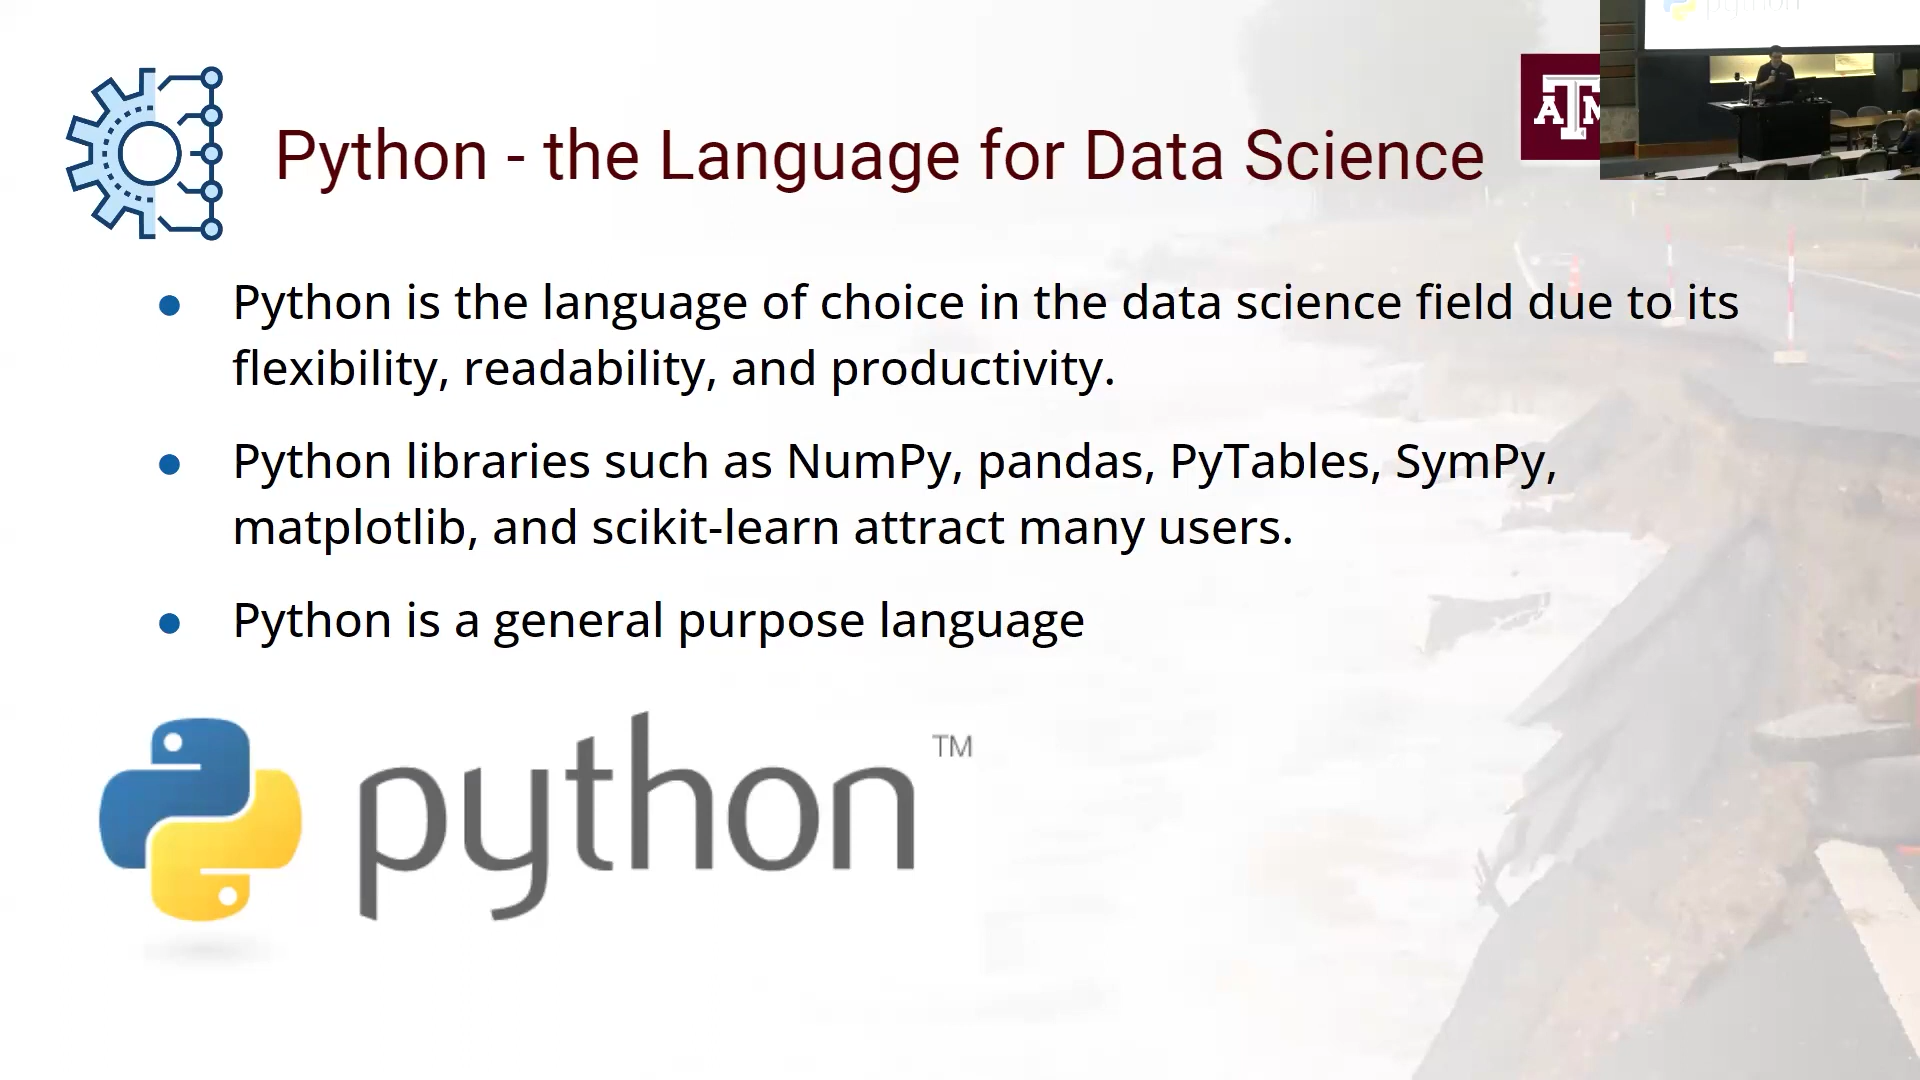 Python - the Language for Data Science
ATM
python
Python is the language of choice in the data science field due to its
flexibility, readability, and productivity.
Python libraries such as NumPy, pandas, PyTables, SymPy,
matplotlib, and scikit-learn attract many users.
Python is a general purpose language
python TM